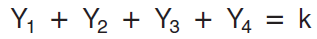 Y₁ + Y₂ + Y₃ + Y₄ = k